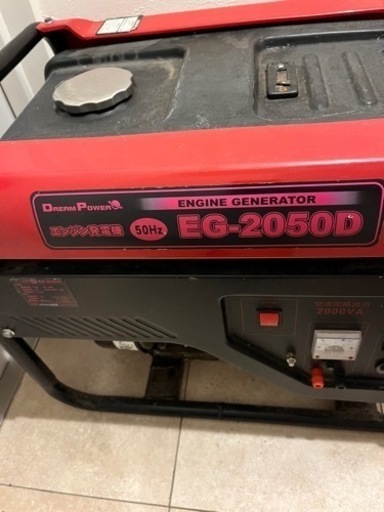 DREAM POWER
ENGINE GENERATOR
エンジン発電機
50Hz
EG-2050D
2000VA